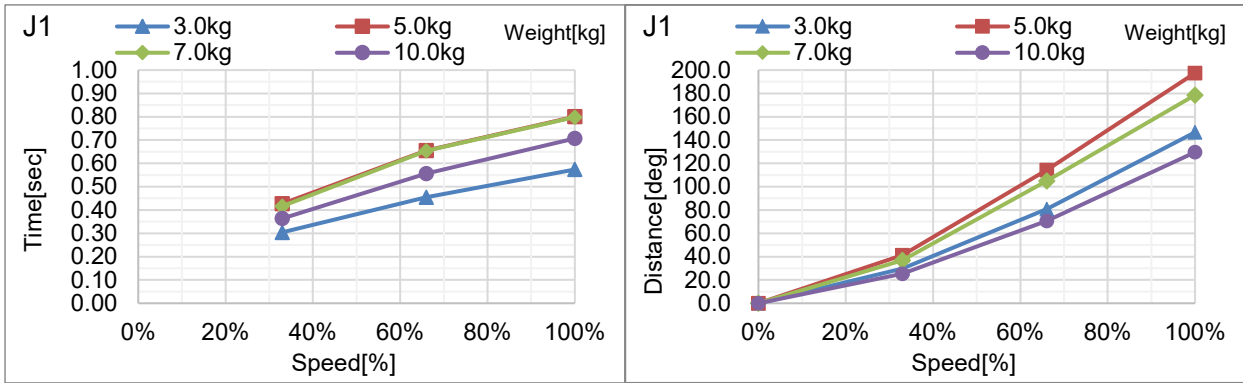 J1
3.0kg 5.0kg Weight[kg]
7.0kg 10.0kg
1.00
0.90
0.80
0.70
0.60
0.50
0.40
0.30
0.20
0.10
0.00
Time[sec]
0% 20% 40% 60% 80% 100%
Speed[%]
J1
3.0kg 5.0kg Weight[kg]
7.0kg 10.0kg
200.0
180.0
160.0
140.0
120.0
100.0
80.0
60.0
40.0
20.0
0.0
Distance[deg]
0% 20% 40% 60% 80% 100%
Speed[%]